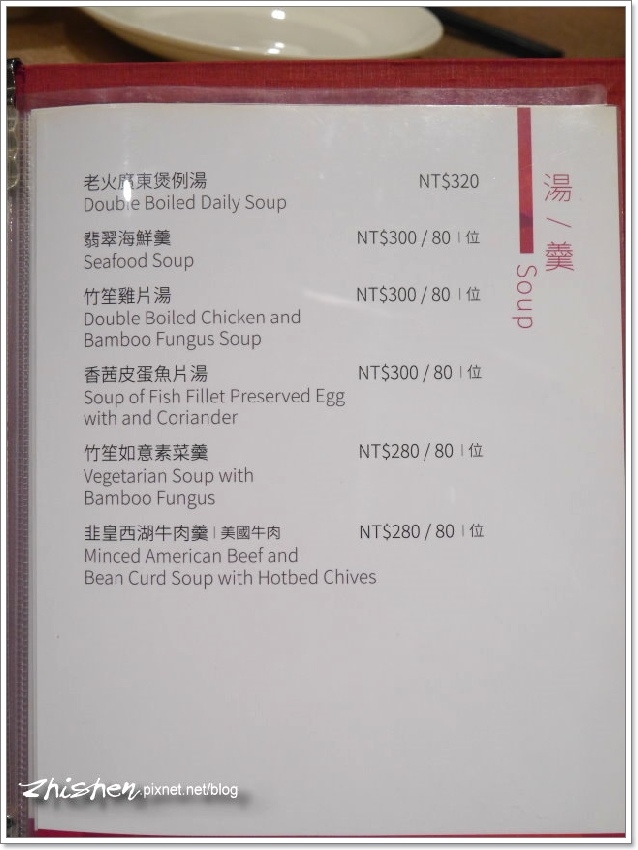 湯/羹
Soup
老火廣東煲例湯 NT$320
Double Boiled Daily Soup
翡翠海鮮羹 NT$300 / 80 | 位
Seafood Soup
竹笙雞片湯 NT$300 / 80 | 位
Double Boiled Chicken and
Bamboo Fungus Soup
香茜皮蛋魚片湯 NT$300 / 80 | 位
Soup of Fish Fillet Preserved Egg
with and Coriander
竹笙如意素菜羹 NT$280 / 80 | 位
Vegetarian Soup with
Bamboo Fungus
韭皇西湖牛肉羹 | 美國牛肉 NT$280 / 80 | 位
Minced American Beef and
Bean Curd Soup with Hotbed Chives
zhishen.pixnet.net/blog